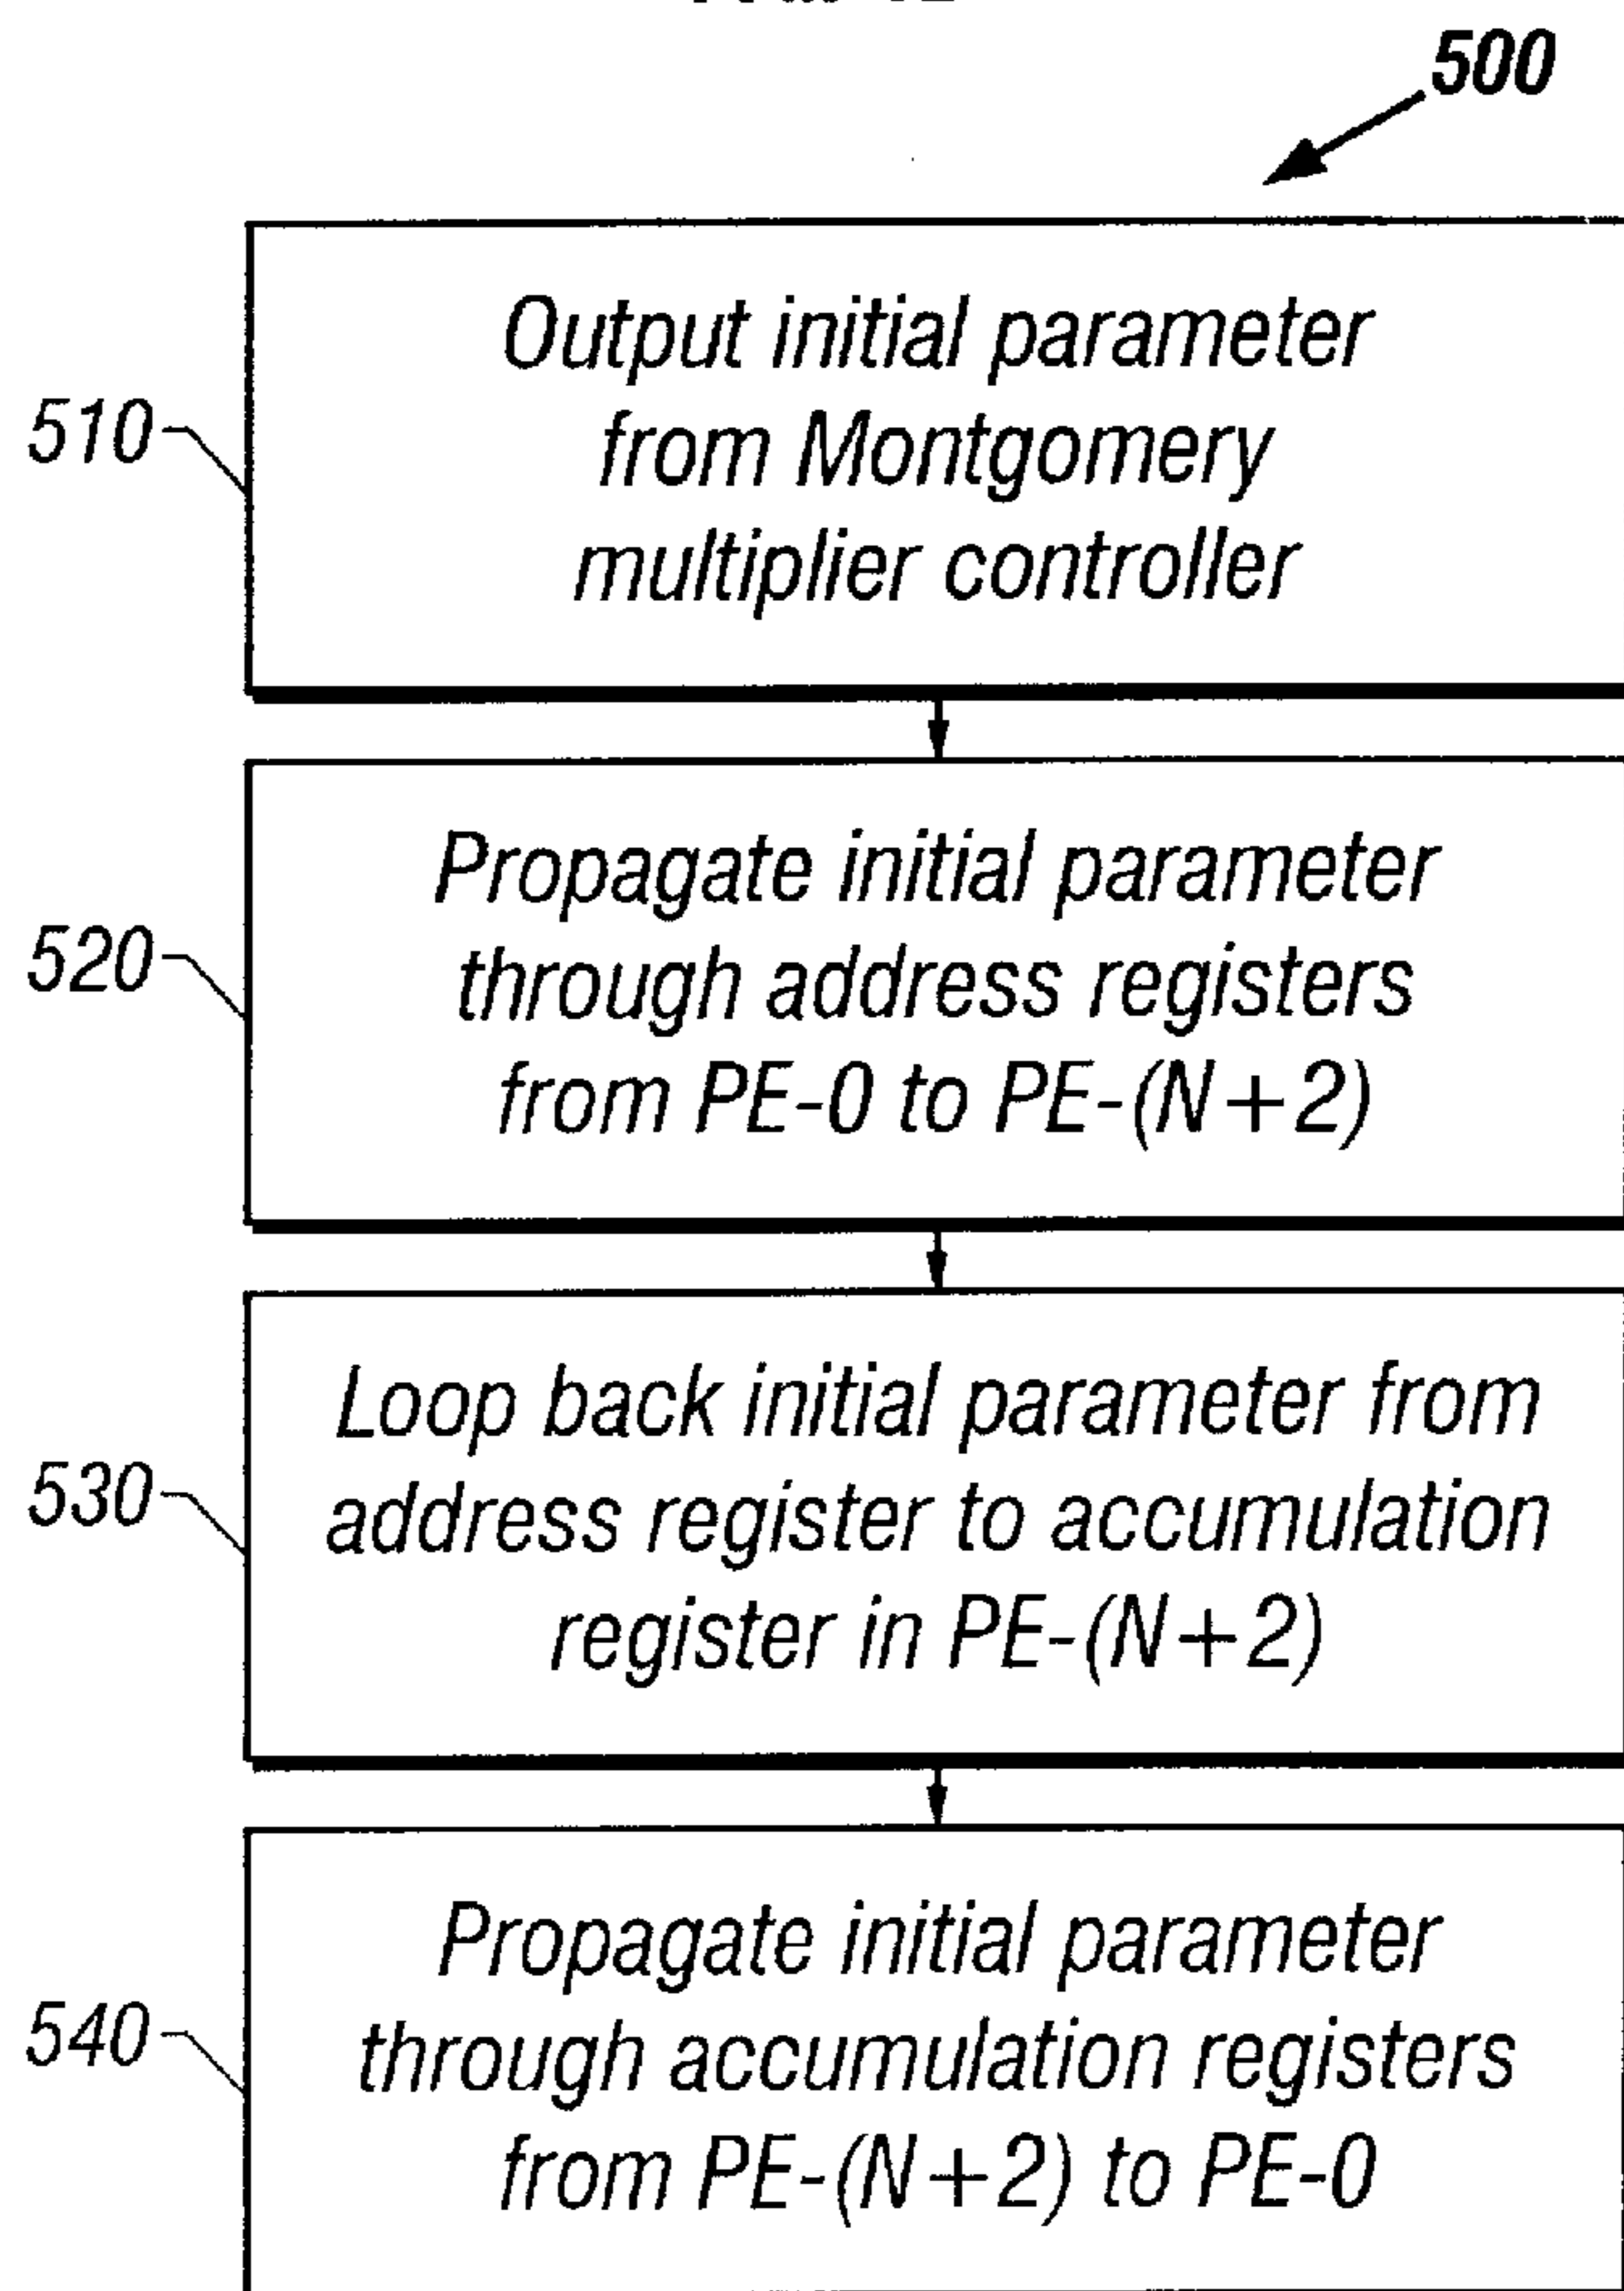 500
Output initial parameter
from Montgomery
multiplier controller
510
Propagate initial parameter
through address registers
from PE-0 to PE-(N+2)
520
Loop back initial parameter from
address register to accumulation
register in PE-(N+2)
530
Propagate initial parameter
through accumulation registers
from PE-(N+2) to PE-0
540